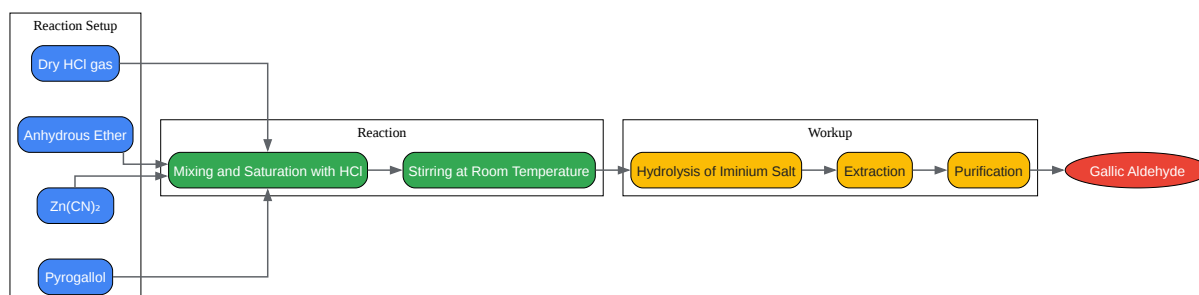 Reaction Setup
Dry HCl gas
Anhydrous Ether
Zn(CN)₂
Pyrogallol
Reaction
Mixing and Saturation with HCl
Stirring at Room Temperature
Workup
Hydrolysis of Iminium Salt
Extraction
Purification
Gallic Aldehyde